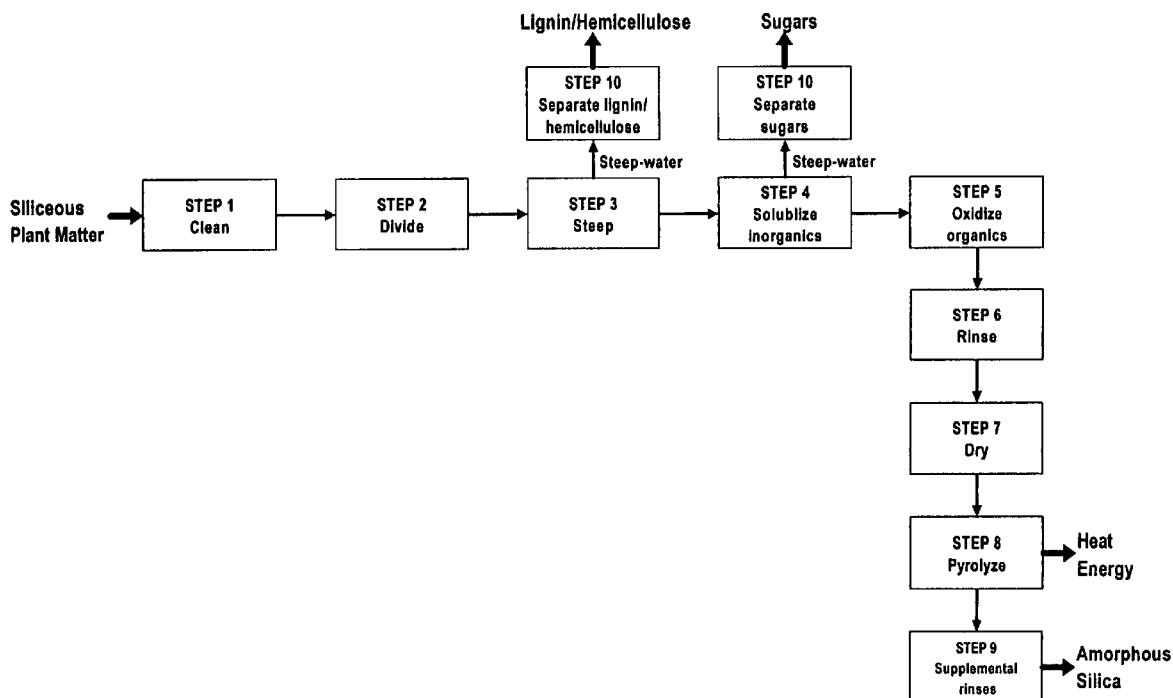 Lignin/Hemicellulose
Sugars
STEP 10
Separate lignin/
hemicellulose
STEP 10
Separate
sugars
Steep-water
Steep-water
Siliceous
Plant Matter
STEP 1
Clean
STEP 2
Divide
STEP 3
Steep
STEP 4
Solublize
inorganics
STEP 5
Oxidize
organics
STEP 6
Rinse
STEP 7
Dry
STEP 8
Pyrolyze
Heat
Energy
STEP 9
Supplemental
rinses
Amorphous
Silica